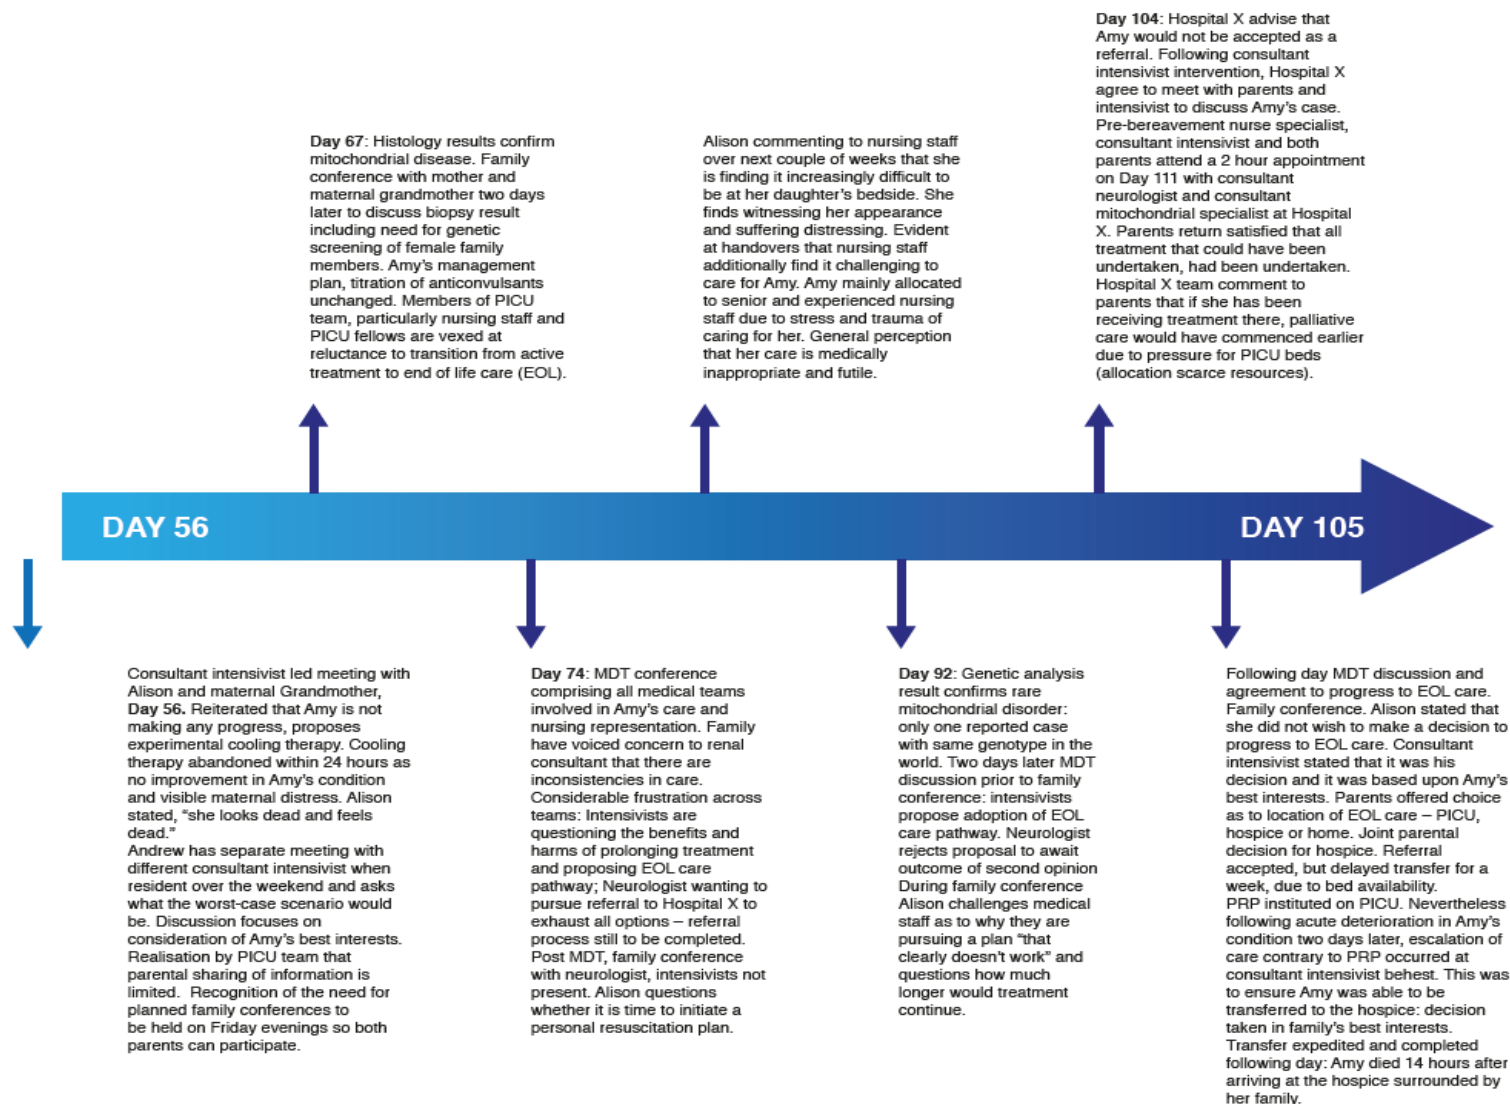 Day 67: Histology results confirm
mitochondrial disease. Family
conference with mother and
maternal grandmother two days
later to discuss biopsy result
including need for genetic
screening of female family
members. Amy's management
plan, titration of anticonvulsants
unchanged. Members of PICU
team, particularly nursing staff and
PICU fellows are vexed at
reluctance to transition from active
treatment to end of life care (EOL).
Alison commenting to nursing staff
over next couple of weeks that she
is finding it increasingly difficult to
be at her daughter's bedside. She
finds witnessing her appearance
and suffering distressing. Evident
at handovers that nursing staff
additionally find it challenging to
care for Amy. Amy mainly allocated
to senior and experienced nursing
staff due to stress and trauma of
caring for her. General perception
that her care is medically
inappropriate and futile.
Day 104: Hospital X advise that
Amy would not be accepted as a
referral. Following consultant
intensivist intervention, Hospital X
agree to meet with parents and
intensivist to discuss Amy's case.
Pre-bereavement nurse specialist,
consultant intensivist and both
parents attend a 2 hour appointment
on Day 111 with consultant
neurologist and consultant
mitochondrial specialist at Hospital
X. Parents return satisfied that all
treatment that could have been
undertaken, had been undertaken.
Hospital X team comment to
parents that if she has been
receiving treatment there, palliative
care would have commenced earlier
due to pressure for PICU beds
(allocation scarce resources).
DAY 56
DAY 105
Consultant intensivist led meeting with
Alison and maternal Grandmother,
Day 56. Reiterated that Amy is not
making any progress, proposes
experimental cooling therapy. Cooling
therapy abandoned within 24 hours as
no improvement in Amy's condition
and visible maternal distress. Alison
stated, "she looks dead and feels
dead."
Andrew has separate meeting with
different consultant intensivist when
resident over the weekend and asks
what the worst-case scenario would
be. Discussion focuses on
consideration of Amy's best interests.
Realisation by PICU team that
parental sharing of information is
limited. Recognition of the need for
planned family conferences to
be held on Friday evenings so both
parents can participate.
Day 74: MDT conference
comprising all medical teams
involved in Amy's care and
nursing representation. Family
have voiced concern to renal
consultant that there are
inconsistencies in care.
Considerable frustration across
teams: Intensivists are
questioning the benefits and
harms of prolonging treatment
and proposing EOL care
pathway; Neurologist wanting to
pursue referral to Hospital X to
exhaust all options – referral
process still to be completed.
Post MDT, family conference
with neurologist, intensivists not
present. Alison questions
whether it is time to initiate a
personal resuscitation plan.
Day 92: Genetic analysis
result confirms rare
mitochondrial disorder:
only one reported case
with same genotype in the
world. Two days later MDT
discussion prior to family
conference: intensivists
propose adoption of EOL
care pathway. Neurologist
rejects proposal to await
outcome of second opinion
During family conference
Alison challenges medical
staff as to why they are
pursuing a plan "that
clearly doesn't work" and
questions how much
longer would treatment
continue.
Following day MDT discussion and
agreement to progress to EOL care.
Family conference. Alison stated that
she did not wish to make a decision to
progress to EOL care. Consultant
intensivist stated that it was his
decision and it was based upon Amy's
best interests. Parents offered choice
as to location of EOL care – PICU,
hospice or home. Joint parental
decision for hospice. Referral
accepted, but delayed transfer for a
week, due to bed availability.
PRP instituted on PICU. Nevertheless
following acute deterioration in Amy's
condition two days later, escalation of
care contrary to PRP occurred at
consultant intensivist behest. This was
to ensure Amy was able to be
transferred to the hospice: decision
taken in family's best interests.
Transfer expedited and completed
following day: Amy died 14 hours after
arriving at the hospice surrounded by
her family.